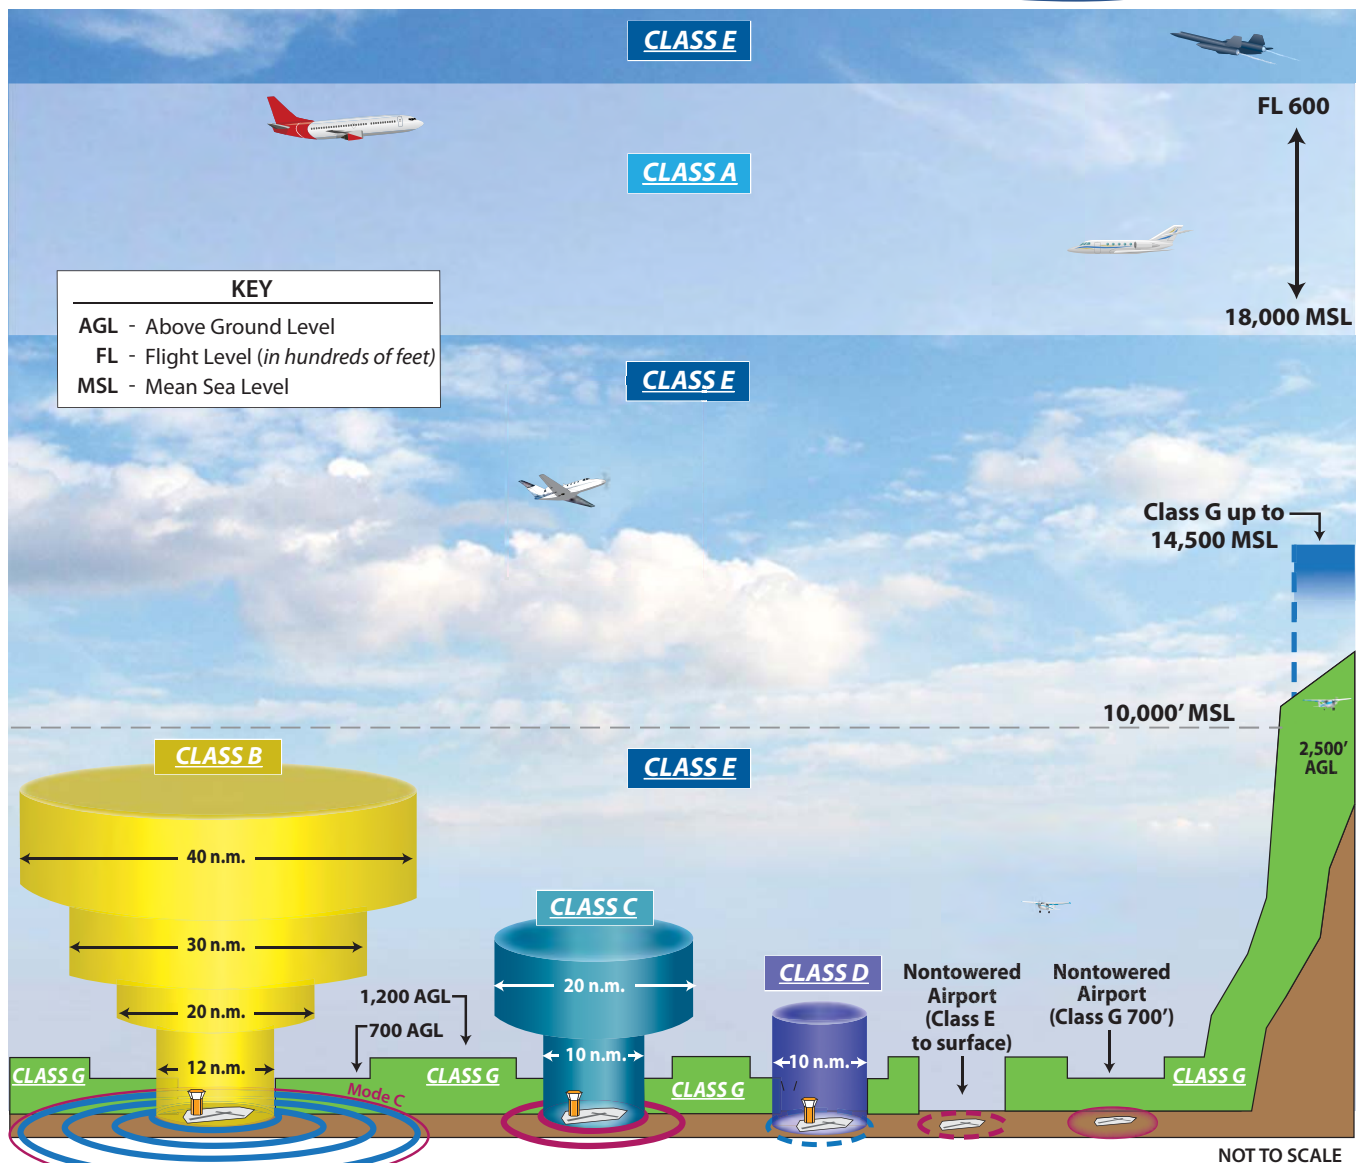 CLASS E
FL 600
CLASS A
18,000 MSL
KEY
AGL - Above Ground Level
FL - Flight Level (in hundreds of feet)
MSL - Mean Sea Level
CLASS E
Class G up to
14,500 MSL
10,000’ MSL
2,500’
AGL
CLASS B
CLASS E
40 n.m.
30 n.m.
20 n.m.
12 n.m.
1,200 AGL
700 AGL
CLASS C
20 n.m.
10 n.m.
CLASS D
10 n.m.
Nontowered
Airport
(Class E
to surface)
Nontowered
Airport
(Class G 700’)
CLASS G
CLASS G
CLASS G
CLASS G
Mode C
NOT TO SCALE